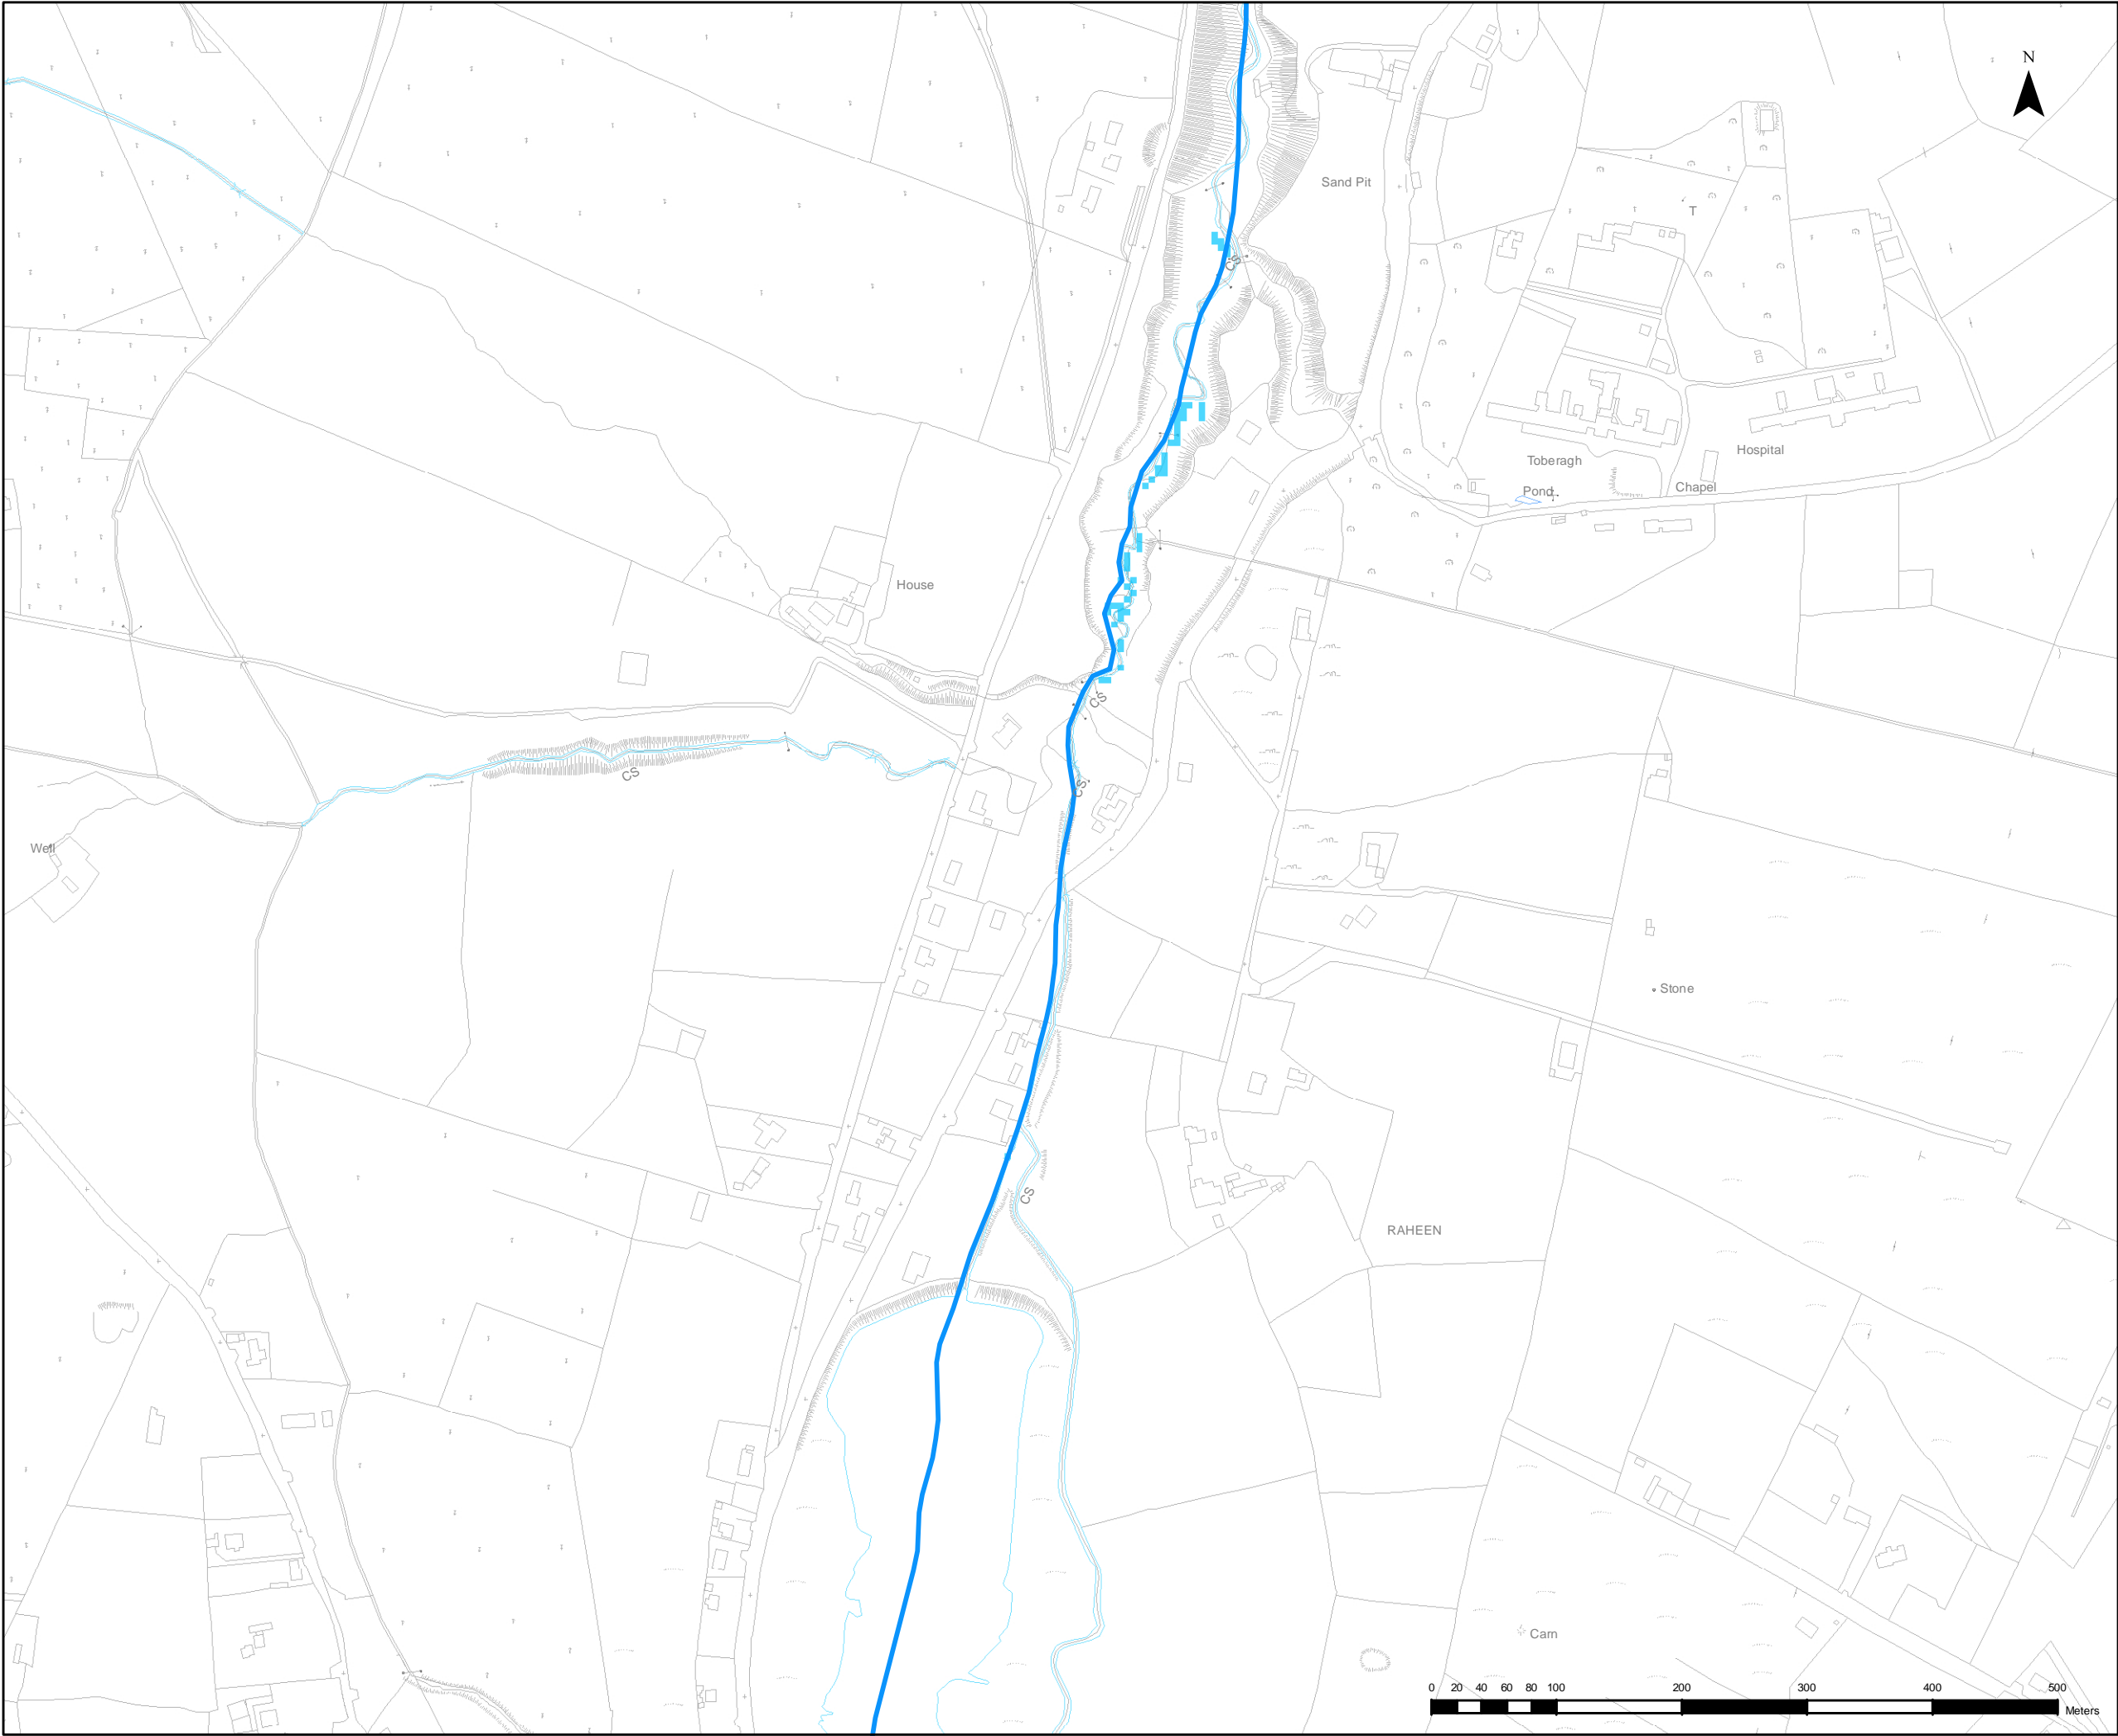 N
Sand Pit
T
CS
Hospital
Toberagh
Pond
Chapel
House
CS
CS
CS
Well
Stone
CS
RAHEEN
Carn
0 20 40 60 80 100 200 300 400 500
Meters